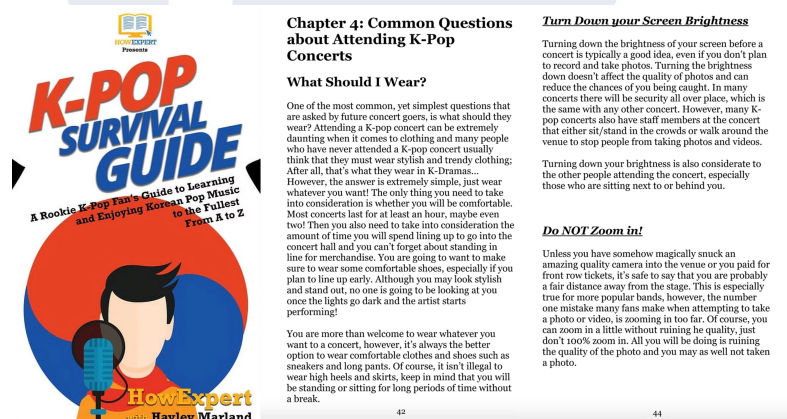 HOWEXPERT
Presents
K-POP
SURVIVAL
GUIDE
A Rookie K-Pop Fan's Guide to Learning
and Enjoying Korean Pop Music
to the Fullest
From A to Z
HowExpert
with Hayley Marland
Chapter 4: Common Questions
about Attending K-Pop
Concerts
What Should I Wear?
One of the most common, yet simplest questions that
are asked by future concert goers, is what should they
wear? Attending a K-pop concert can be extremely
daunting when it comes to clothing and many people
who have never attended a K-pop concert usually
think that they must wear stylish and trendy clothing;
After all, that's what they wear in K-Dramas...
However, the answer is extremely simple, just wear
whatever you want! The only thing you need to take
into consideration is whether you will be comfortable.
Most concerts last for at least an hour, maybe even
two! Then you also need to take into consideration the
amount of time you will spend lining up to go into the
concert hall and you can't forget about standing in
line for merchandise. You are going to want to make
sure to wear some comfortable shoes, especially if you
plan to line up early. Although you may look stylish
and stand out, no one is going to be looking at you
once the lights go dark and the artist starts
performing!
You are more than welcome to wear whatever you
want to a concert, however, it's always the better
option to wear comfortable clothes and shoes such as
sneakers and long pants. Of course, it isn't illegal to
wear high heels and skirts, keep in mind that you will
be standing or sitting for long periods of time without
a break.
42
Turn Down your Screen Brightness
Turning down the brightness of your screen before a
concert is typically a good idea, even if you don't plan
to record and take photos. Turning the brightness
down doesn't affect the quality of photos and can
reduce the chances of you being caught. In many
concerts there will be security all over place, which is
the same with any other concert. However, many K-
pop concerts also have staff members at the concert
that either sit/stand in the crowds or walk around the
venue to stop people from taking photos and videos.
Turning down your brightness is also considerate to
the other people attending the concert, especially
those who are sitting next to or behind you.
Do NOT Zoom in!
Unless you have somehow magically snuck an
amazing quality camera into the venue or you paid for
front row tickets, it's safe to say that you are probably
a fair distance away from the stage. This is especially
true for more popular bands, however, the number
one mistake many fans make when attempting to take
a photo or video, is zooming in too far. Of course, you
can zoom in a little without ruining he quality, just
don't 100% zoom in. All you will be doing is ruining
the quality of the photo and you may as well not taken
a photo.
44